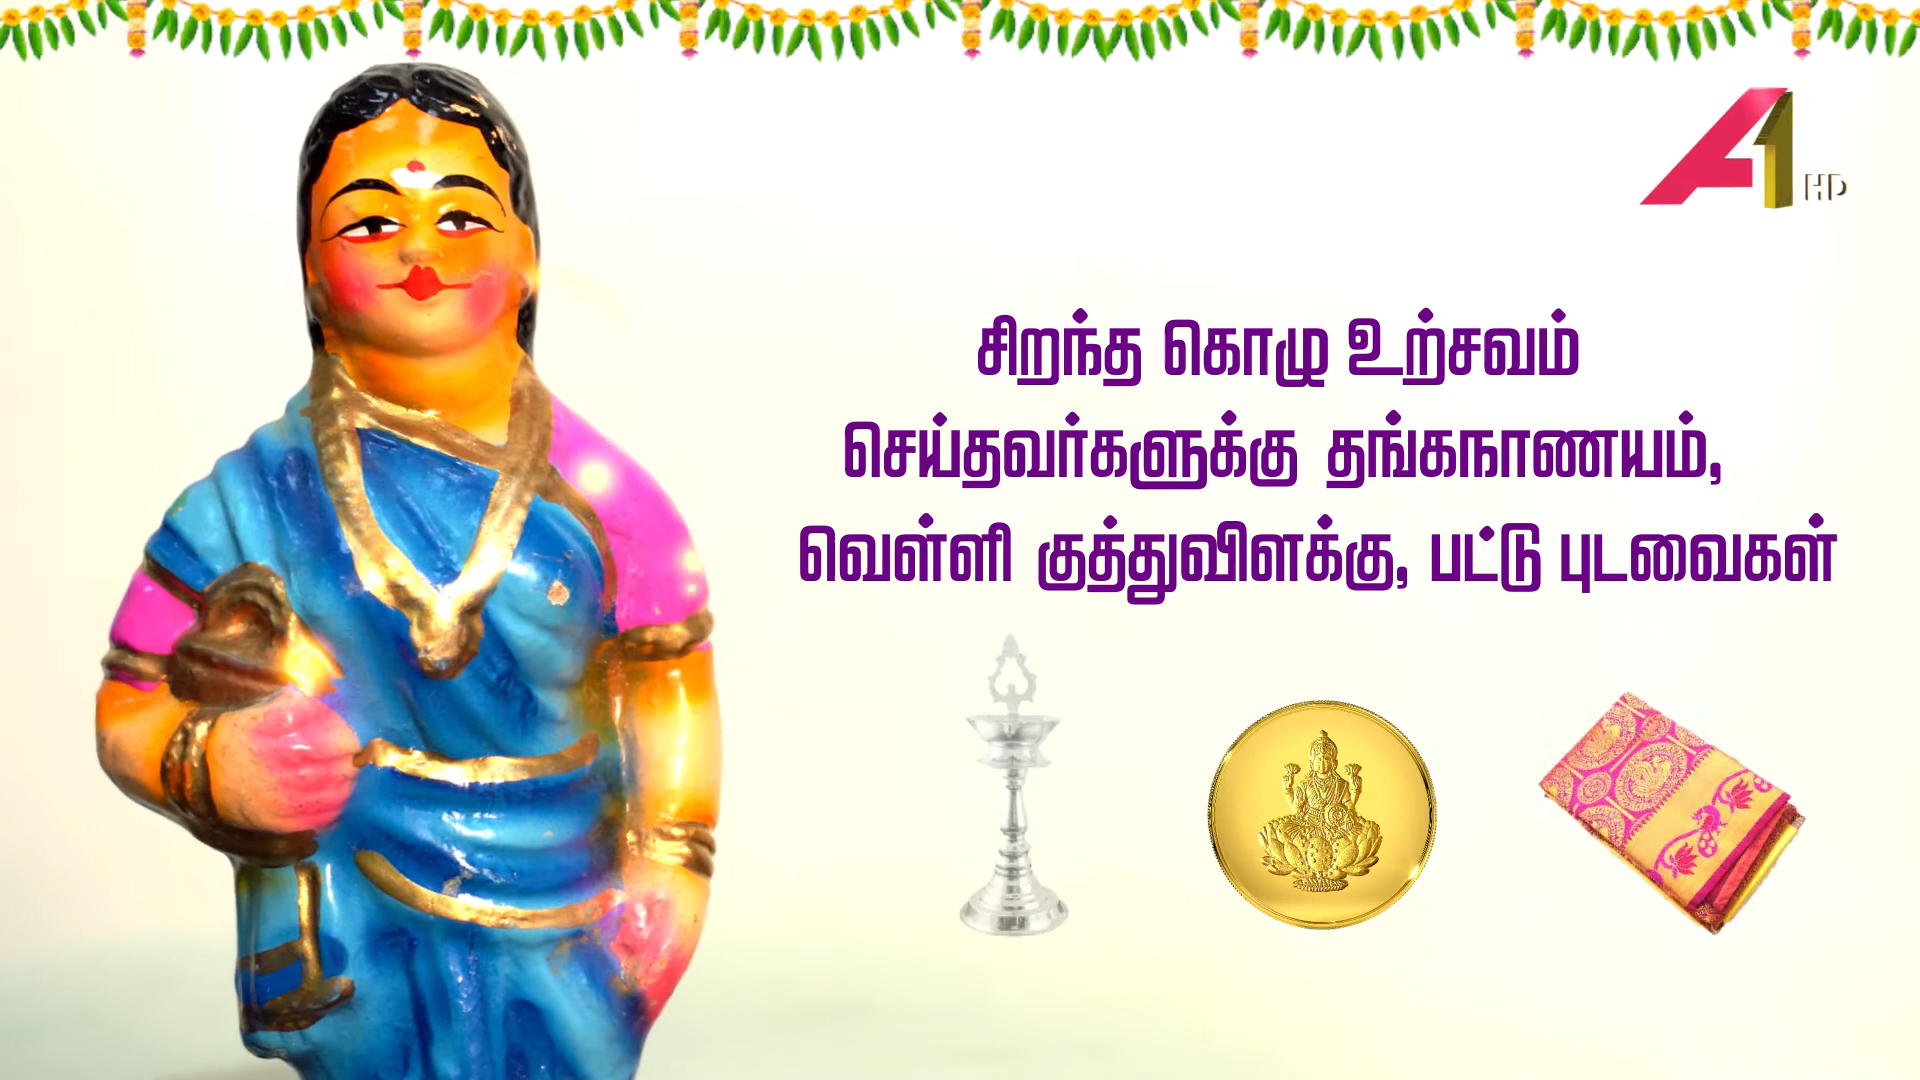 A1 HD
சிறந்த கொழு உற்சவம்
செய்தவர்களுக்கு தங்கநாணயம்,
வெள்ளி குத்துவிளக்கு, பட்டு புடவைகள்